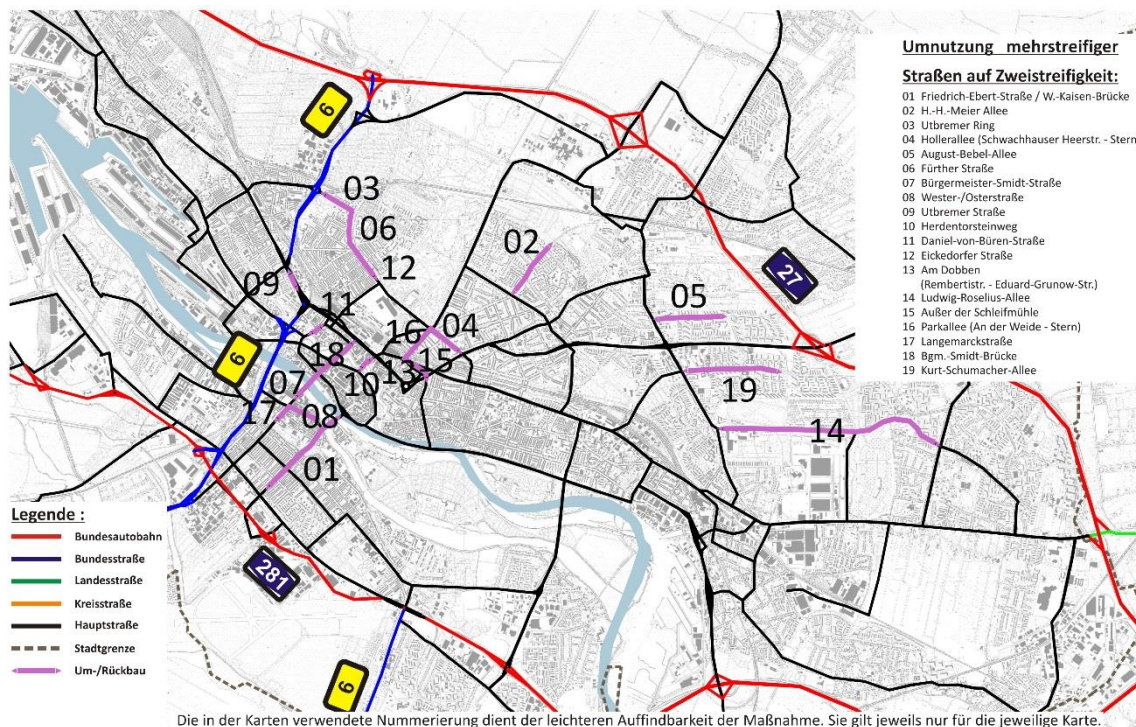 Umnutzung mehrstreifiger
Straßen auf Zweistreifigkeit:
01 Friedrich-Ebert-Straße / W.-Kaisen-Brücke
02 H.-H.-Meier Allee
03 Utbremer Ring
04 Hollerallee (Schwachhauser Heerstr. - Stern
05 August-Bebel-Allee
06 Fürther Straße
07 Bürgermeister-Smidt-Straße
08 Wester-/Osterstraße
09 Utbremer Straße
10 Herdentorsteinweg
11 Daniel-von-Büren-Straße
12 Eickedorfer Straße
13 Am Dobben
(Rembertistr. - Eduard-Grunow-Str.)
14 Ludwig-Roselius-Allee
15 Außer der Schleifmühle
16 Parkallee (An der Weide - Stern)
17 Langemarckstraße
18 Bgm.-Smidt-Brücke
19 Kurt-Schumacher-Allee
6
03
06
02
12
09
27
11
05
16
04
6
18
15
13
10
07
19
17
08
14
01
281
6
Legende :
Bundesautobahn
Bundesstraße
Landesstraße
Kreisstraße
Hauptstraße
Stadtgrenze
Um-/Rückbau
Die in der Karten verwendete Nummerierung dient der leichteren Auffindbarkeit der Maßnahme. Sie gilt jeweils nur für die jeweilige Karte.